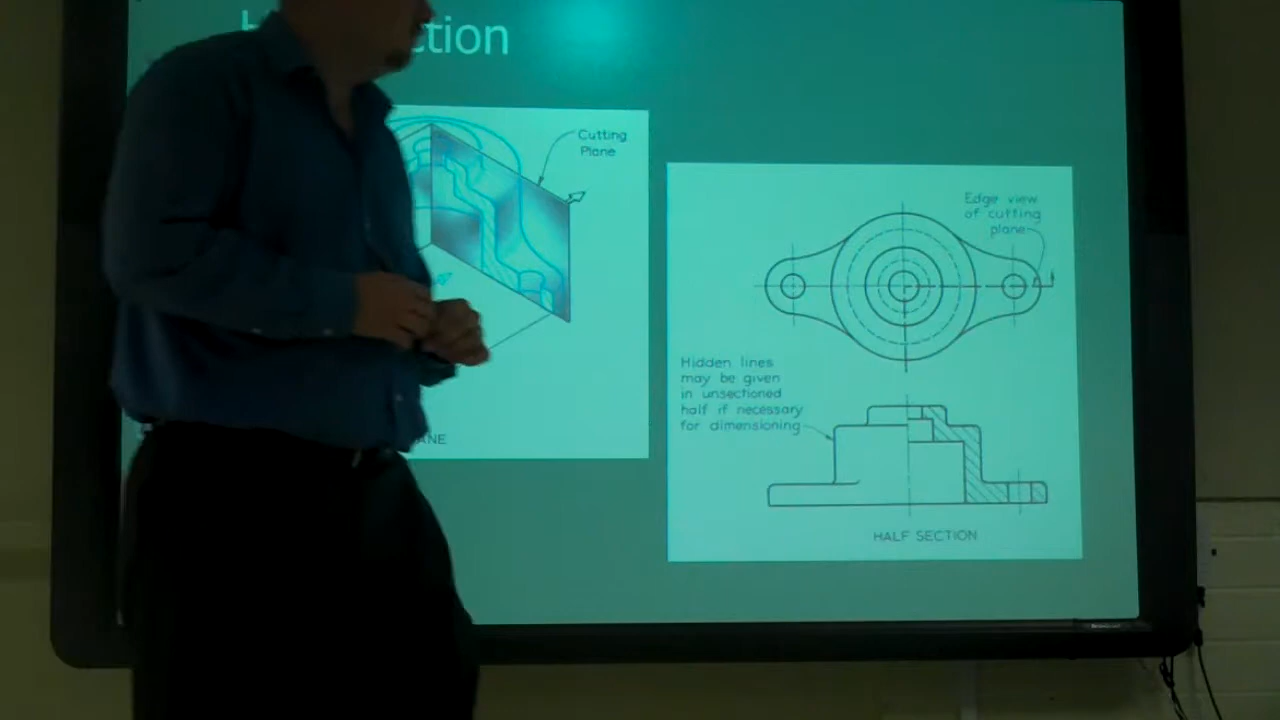 ction
Cutting
Plane
ANE
Edge view
of cutting
plane
Hidden lines
may be given
in unsectioned
half if necessary
for dimensioning
HALF SECTION